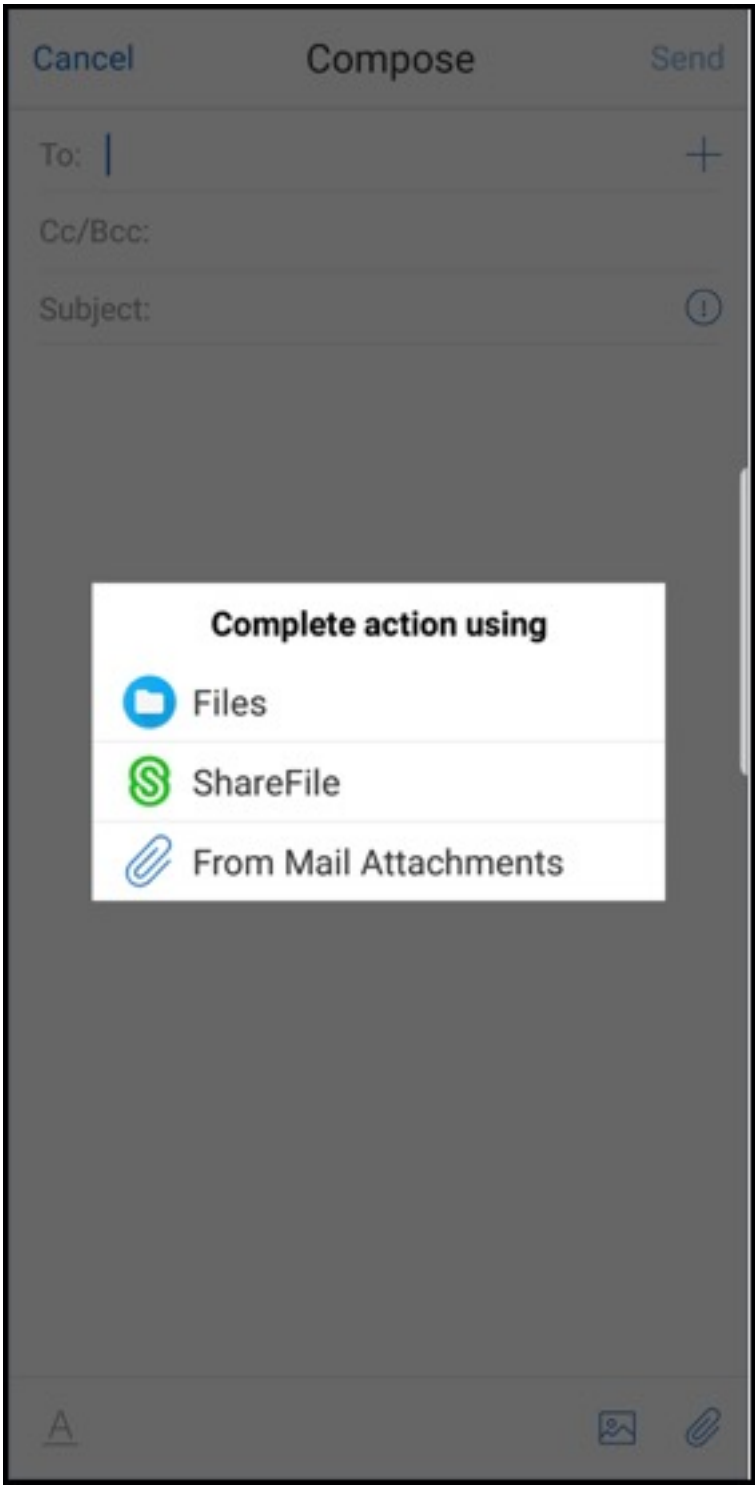 Cancel Compose Send
To:
Cc/Bcc:
Subject:
Complete action using
Files
ShareFile
From Mail Attachments
A